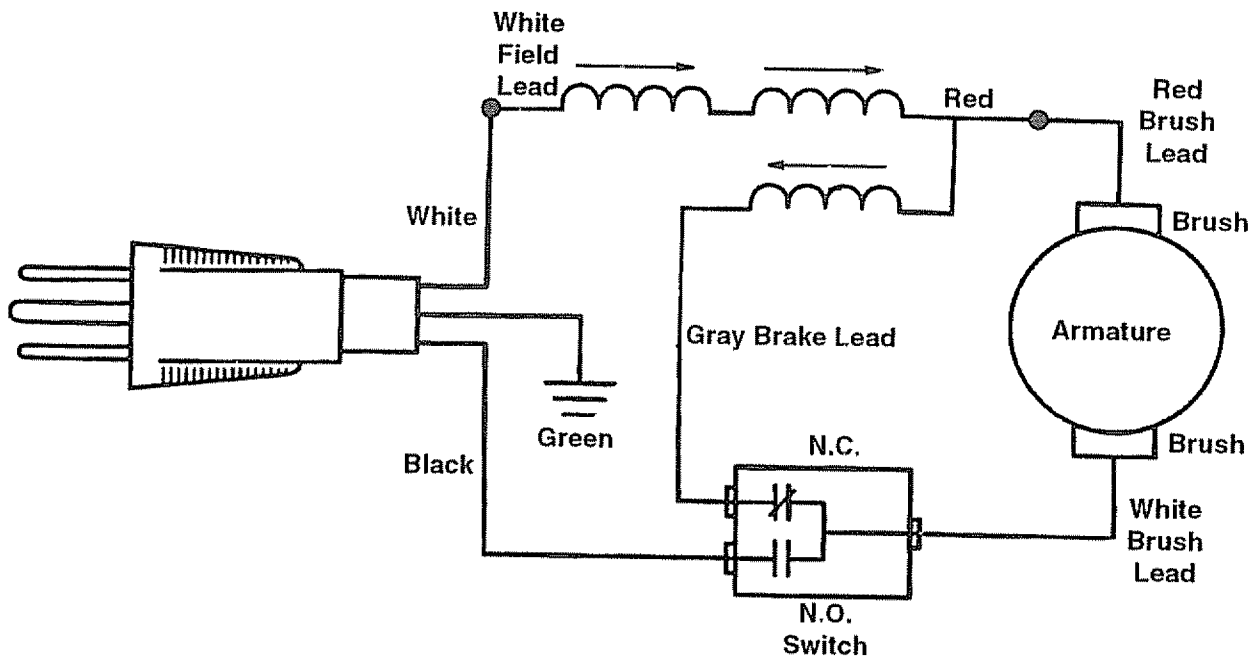 White
Field
Lead
Red
Red
Brush
Lead
White
Brush
Gray Brake Lead
Armature
Green
Black
N.C.
Brush
White
Brush
Lead
N.O.
Switch